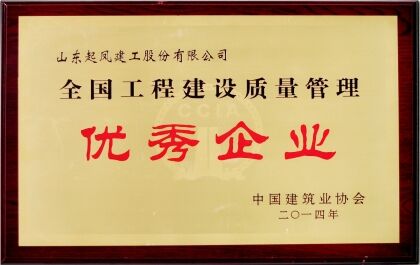 山东起凤建工股份有限公司
全国工程建设质量管理
优秀企业
中国建筑业协会
二〇一四年